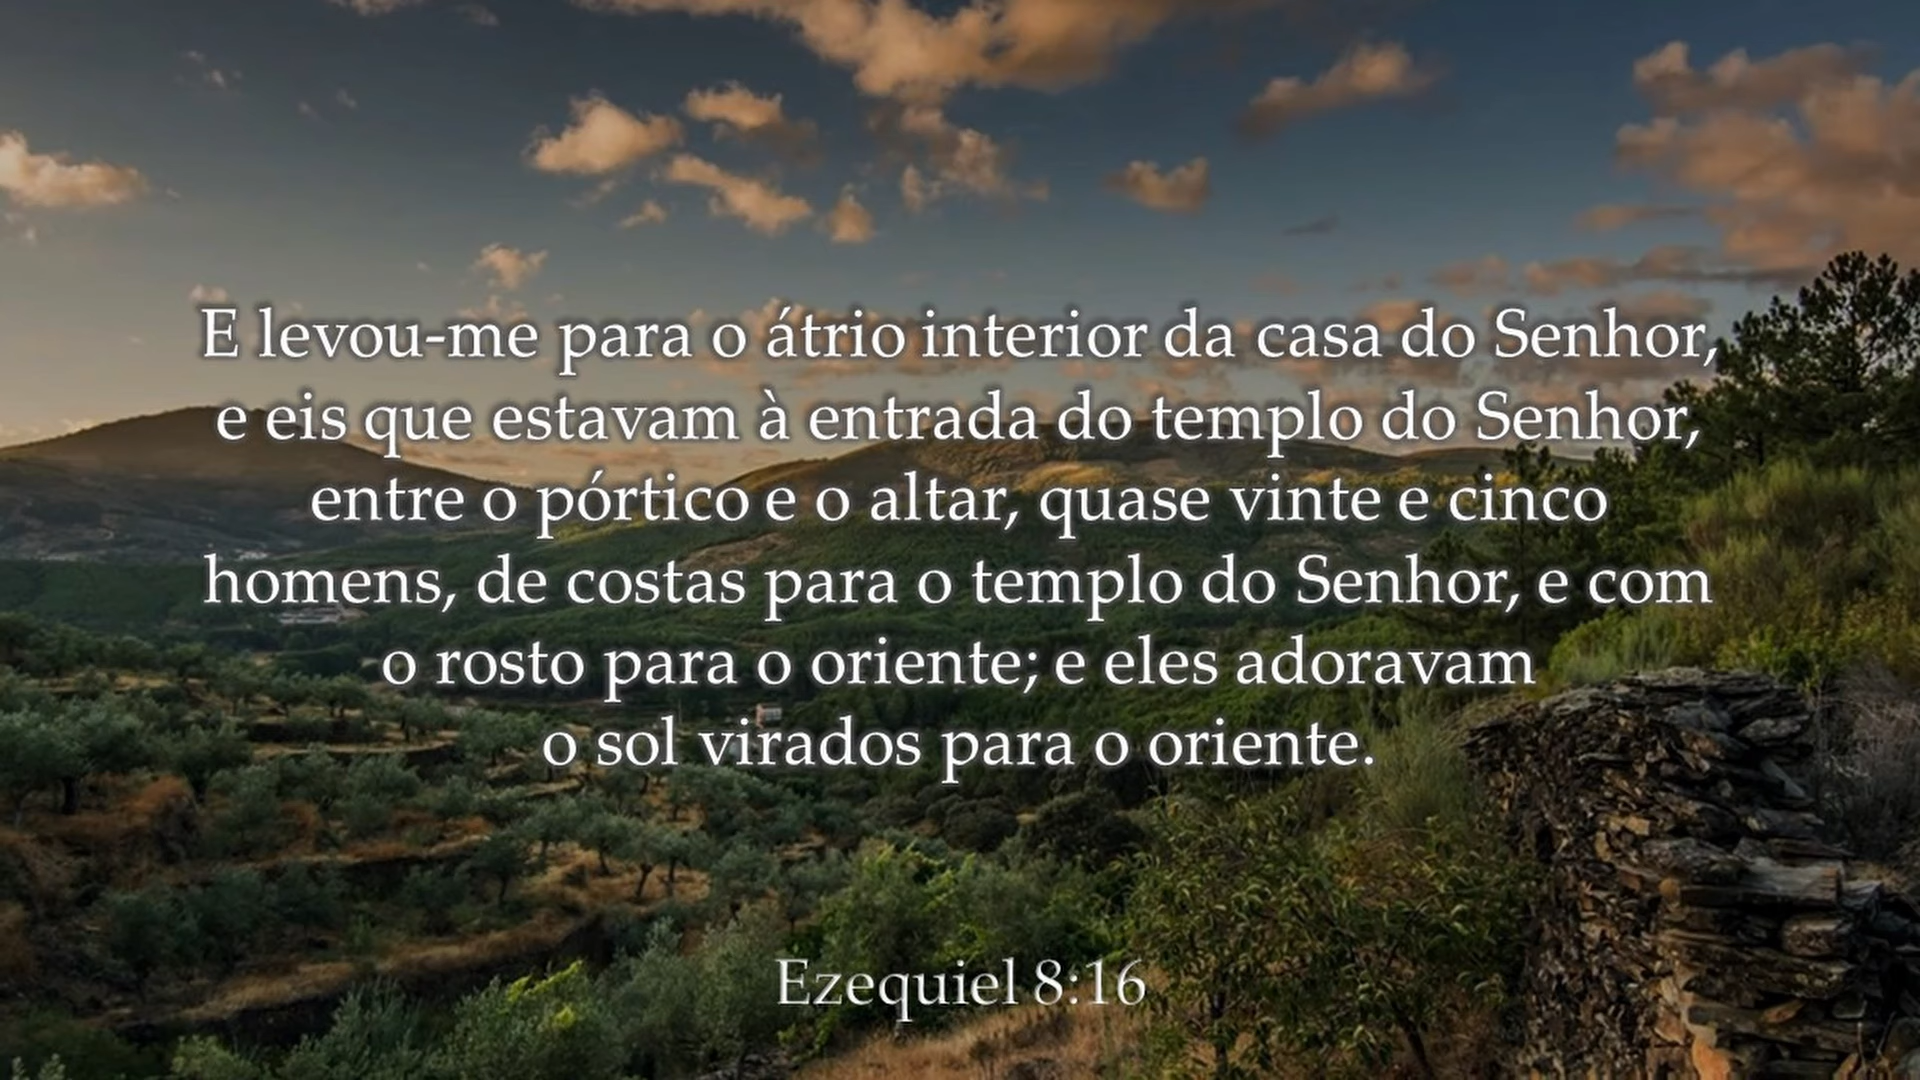 E levou-me para o átrio interior da casa do Senhor,
e eis que estavam à entrada do templo do Senhor,
entre o pórtico e o altar, quase vinte e cinco
homens, de costas para o templo do Senhor, e com
o rosto para o oriente; e eles adoravam
o sol virados para o oriente.
Ezequiel 8:16